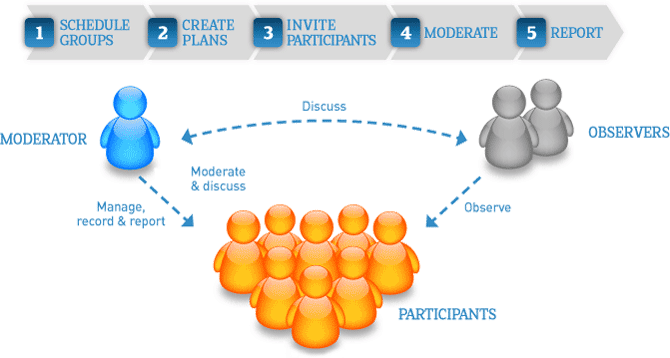 1 SCHEDULE
GROUPS
2 CREATE
PLANS
3 INVITE
PARTICIPANTS
4 MODERATE
5 REPORT
Discuss
MODERATOR
OBSERVERS
Moderate
& discuss
Manage,
record & report
Observe
PARTICIPANTS